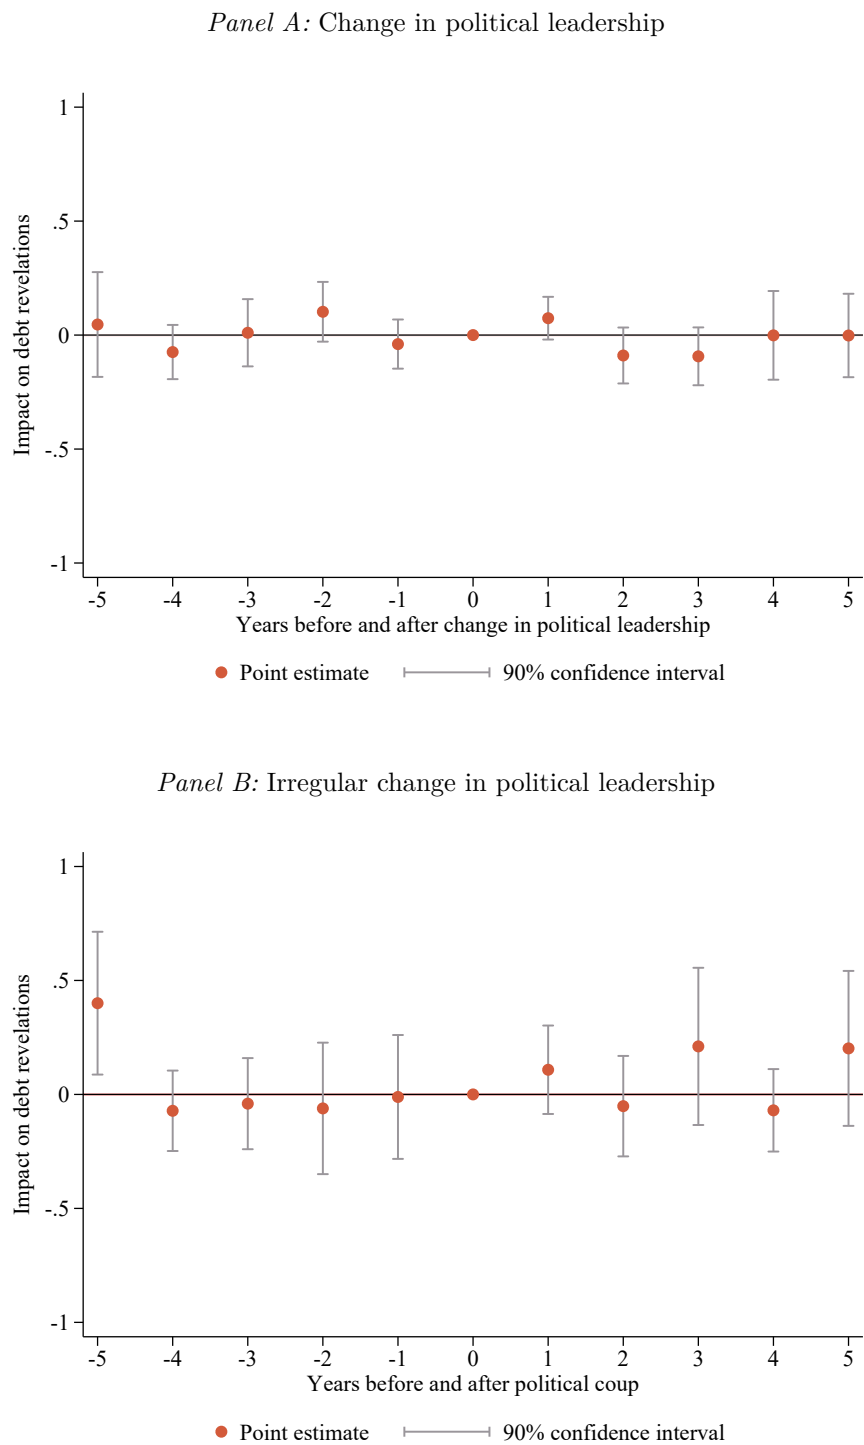 Panel A: Change in political leadership
Impact on debt revelations
1
.5
0
-.5
-1
-5 -4 -3 -2 -1 0 1 2 3 4 5
Years before and after change in political leadership
Point estimate 90% confidence interval
Panel B: Irregular change in political leadership
Impact on debt revelations
1
.5
0
-.5
-1
-5 -4 -3 -2 -1 0 1 2 3 4 5
Years before and after political coup
Point estimate 90% confidence interval